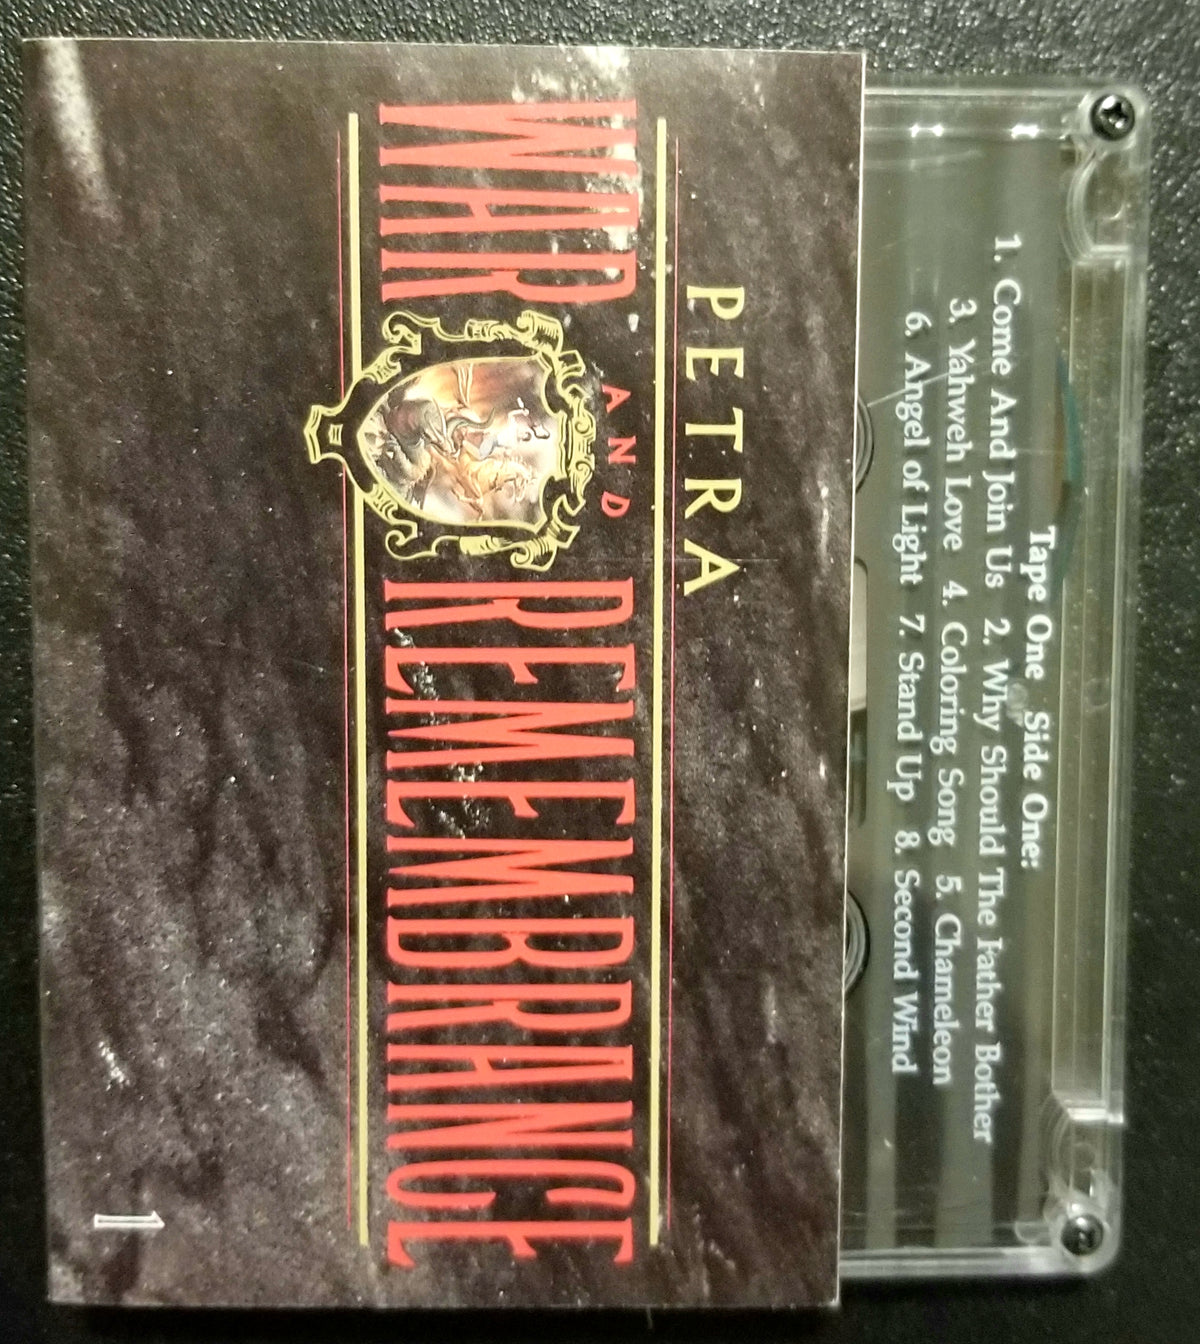 Tape One Side One:
1. Come And Join Us 2. Why Should The Father Bother
3. Yahweh Love 4. Coloring Song 5. Chameleon
6. Angel of Light 7. Stand Up 8. Second Wind
PETRA
WAR AND REMEMBRANCE
1